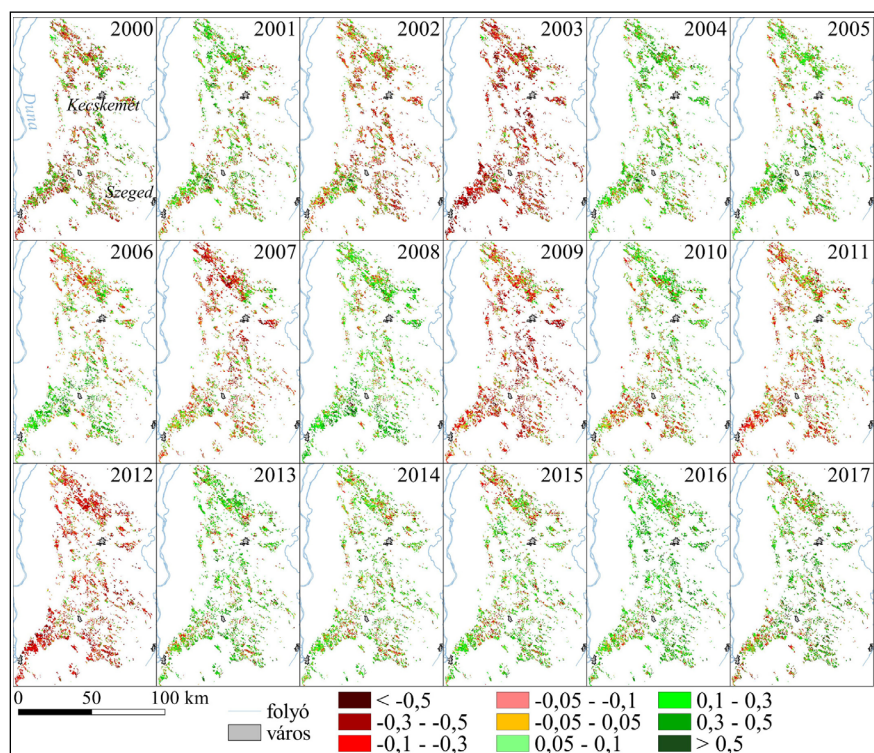 2000 2001 2002 2003 2004 2005
Duna
Kecskemét
Szeged
2006 2007 2008 2009 2010 2011
2012 2013 2014 2015 2016 2017
0 50 100 km
folyó
város
< -0,5
-0,3 - -0,5
-0,1 - -0,3
-0,05 - -0,1
-0,05 - -0,05
0,05 - 0,1
0,1 - 0,3
0,3 - 0,5
> 0,5